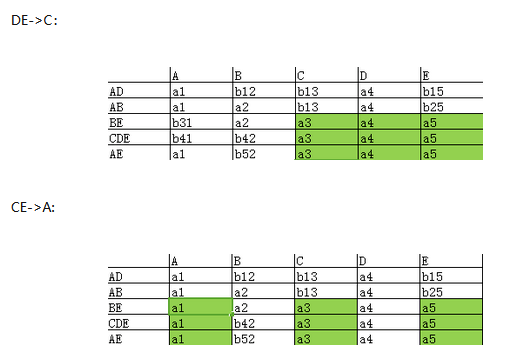 DE->C:
A B C D E
AD a1 b12 b13 a4 b15
AB a1 a2 b13 a4 b25
BE b31 a2 a3 a4 a5
CDE b41 b42 a3 a4 a5
AE a1 b52 a3 a4 a5
CE->A:
A B C D E
AD a1 b12 b13 a4 b15
AB a1 a2 b13 a4 b25
BE a1 a2 a3 a4 a5
CDE a1 b42 a3 a4 a5
AE a1 b52 a3 a4 a5